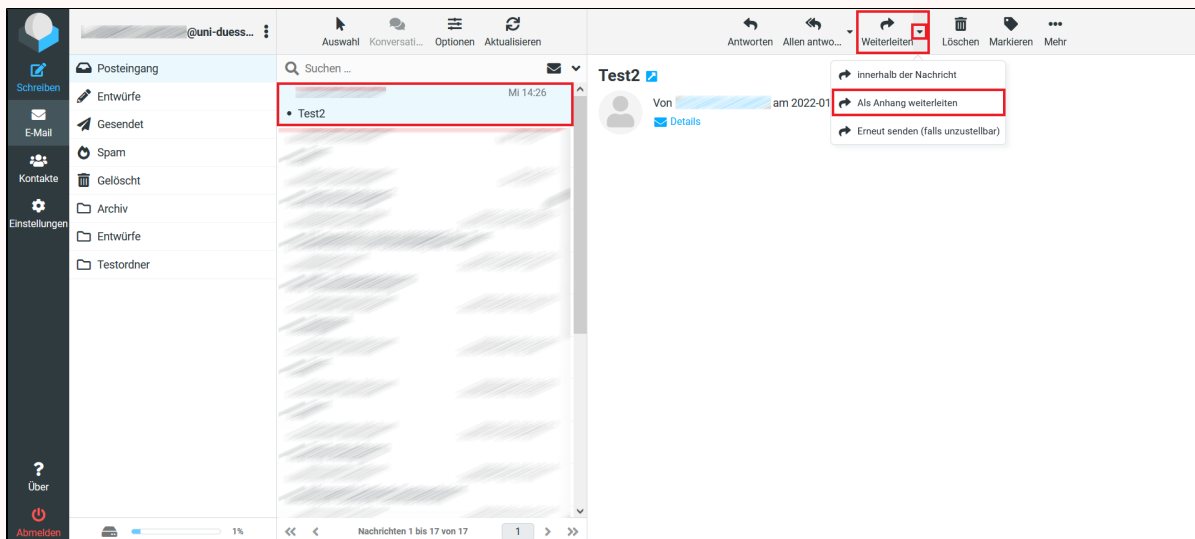 @uni-duess...
Auswahl Konversati... Optionen Aktualisieren
Antworten Allen antwo... Weiterleiten Löschen Markieren Mehr
Schreiben
E-Mail
Kontakte
Einstellungen
Über
Abmelden
Posteingang
Entwürfe
Gesendet
Spam
Gelöscht
Archiv
Entwürfe
Testordner
1%
Suchen ...
Mi 14:26
Test2
Nachrichten 1 bis 17 von 17 1
Test2
Von am 2022-01
Details
innerhalb der Nachricht
Als Anhang weiterleiten
Erneut senden (falls unzustellbar)